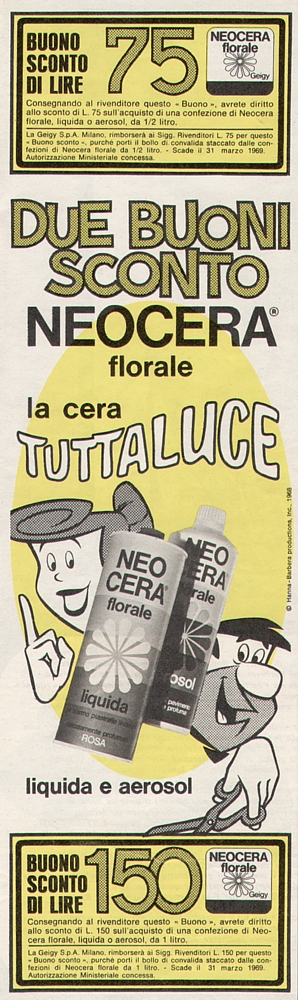 BUONO
SCONTO
DI LIRE
75
NEOCERA
florale
Geigy
Consegnando al rivenditore questo « Buono », avrete diritto
allo sconto di L. 75 sull'acquisto di una confezione di Neocera
florale, liquida o aerosol, da 1/2 litro.
La Geigy S.p.A. Milano, rimborserà ai Sigg. Rivenditori L. 75 per questo
« Buono sconto », purchè porti il bollo di convalida staccato dalle con-
fezioni di Neocera florale da 1/2 litro. - Scade il 31 marzo 1969.
Autorizzazione Ministeriale concessa.
DUE BUONI
SCONTO
NEOCERA®
florale
la cera
TUTTALUCE
© Hanna-Barbera productions, Inc., 1968
NEO
CERA
florale
liquida
ROSA
NEO
ERA
rale
osol
pavimenti
profuma
liquida e aerosol
BUONO
SCONTO
DI LIRE
150
NEOCERA
florale
Geigy
Consegnando al rivenditore questo « Buono », avrete diritto
allo sconto di L. 150 sull'acquisto di una confezione di Neo-
cera florale, liquida o aerosol, da 1 litro.
La Geigy S.p.A. Milano, rimborserà ai Sigg. Rivenditori L. 150 per questo
« Buono sconto », purchè porti il bollo di convalida staccato dalle con-
fezioni di Neocera florale da 1 litro. - Scade il 31 marzo 1969.
Autorizzazione Ministeriale concessa.